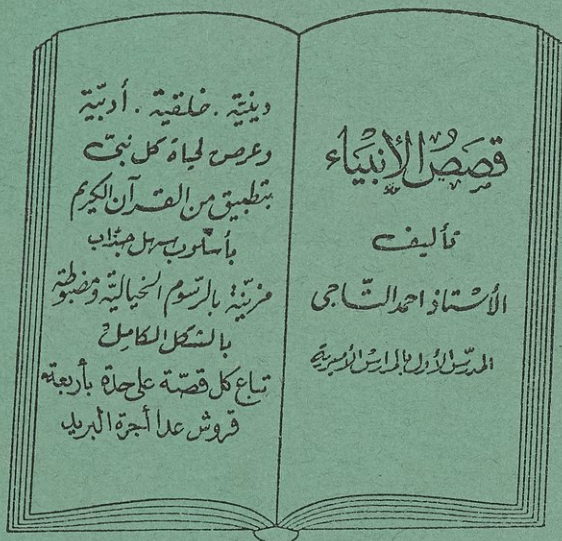 قصص الأنبياء
تأليف
الأستاذ احمد التاجى
المدرس الأول بالمدارس الأميرية
دينية . خلقية . أدبية
وعرض لحياة كل نبى
بتطبيق من القرآن الكريم
بأسلوب سهل جذاب
مزينة بالرسوم الخيالية ومضبوطة
بالشكل الكامل
تباع كل قصة على حدة بأربعة
قروش عدا أجرة البريد